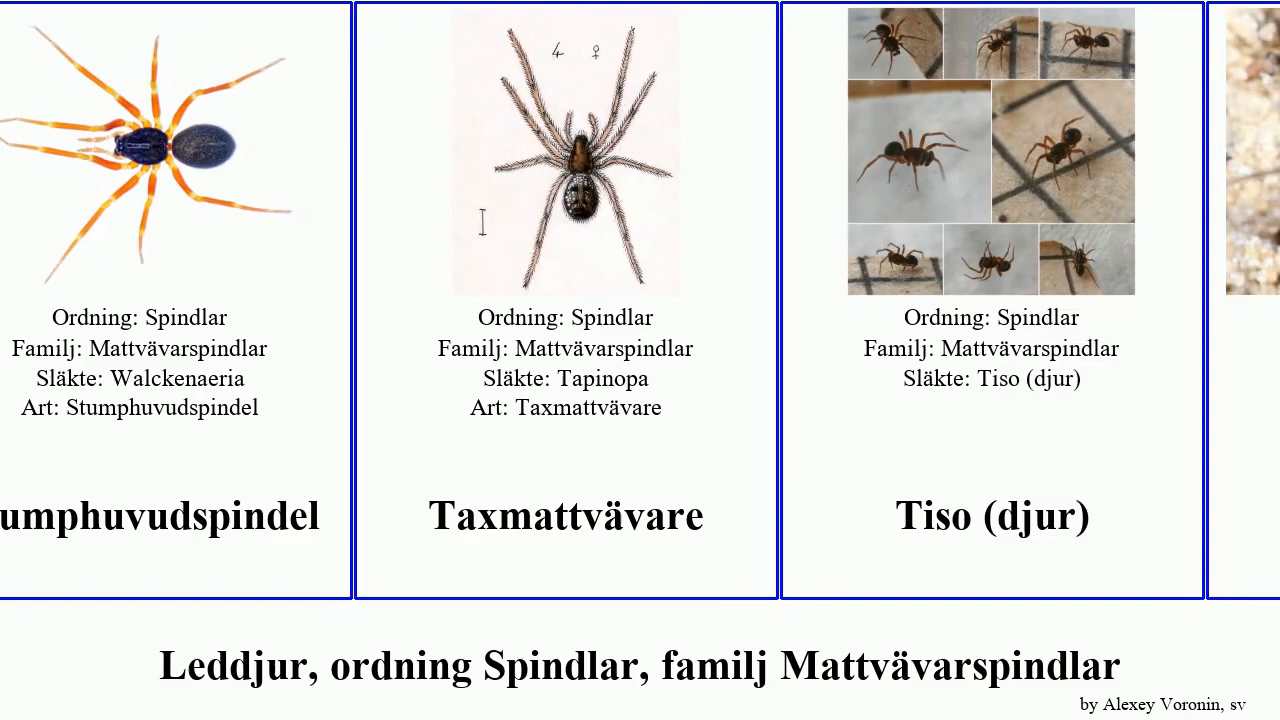 4 ♀
Ordning: Spindlar
Familj: Mattvävarspindlar
Släkte: Walckenaeria
Art: Stumphuvudspindel
umphuvudspindel
Ordning: Spindlar
Familj: Mattvävarspindlar
Släkte: Tapinopa
Art: Taxmattvävare
Taxmattvävare
Ordning: Spindlar
Familj: Mattvävarspindlar
Släkte: Tiso (djur)
Tiso (djur)
Leddjur, ordning Spindlar, familj Mattvävarspindlar
by Alexey Voronin, sv